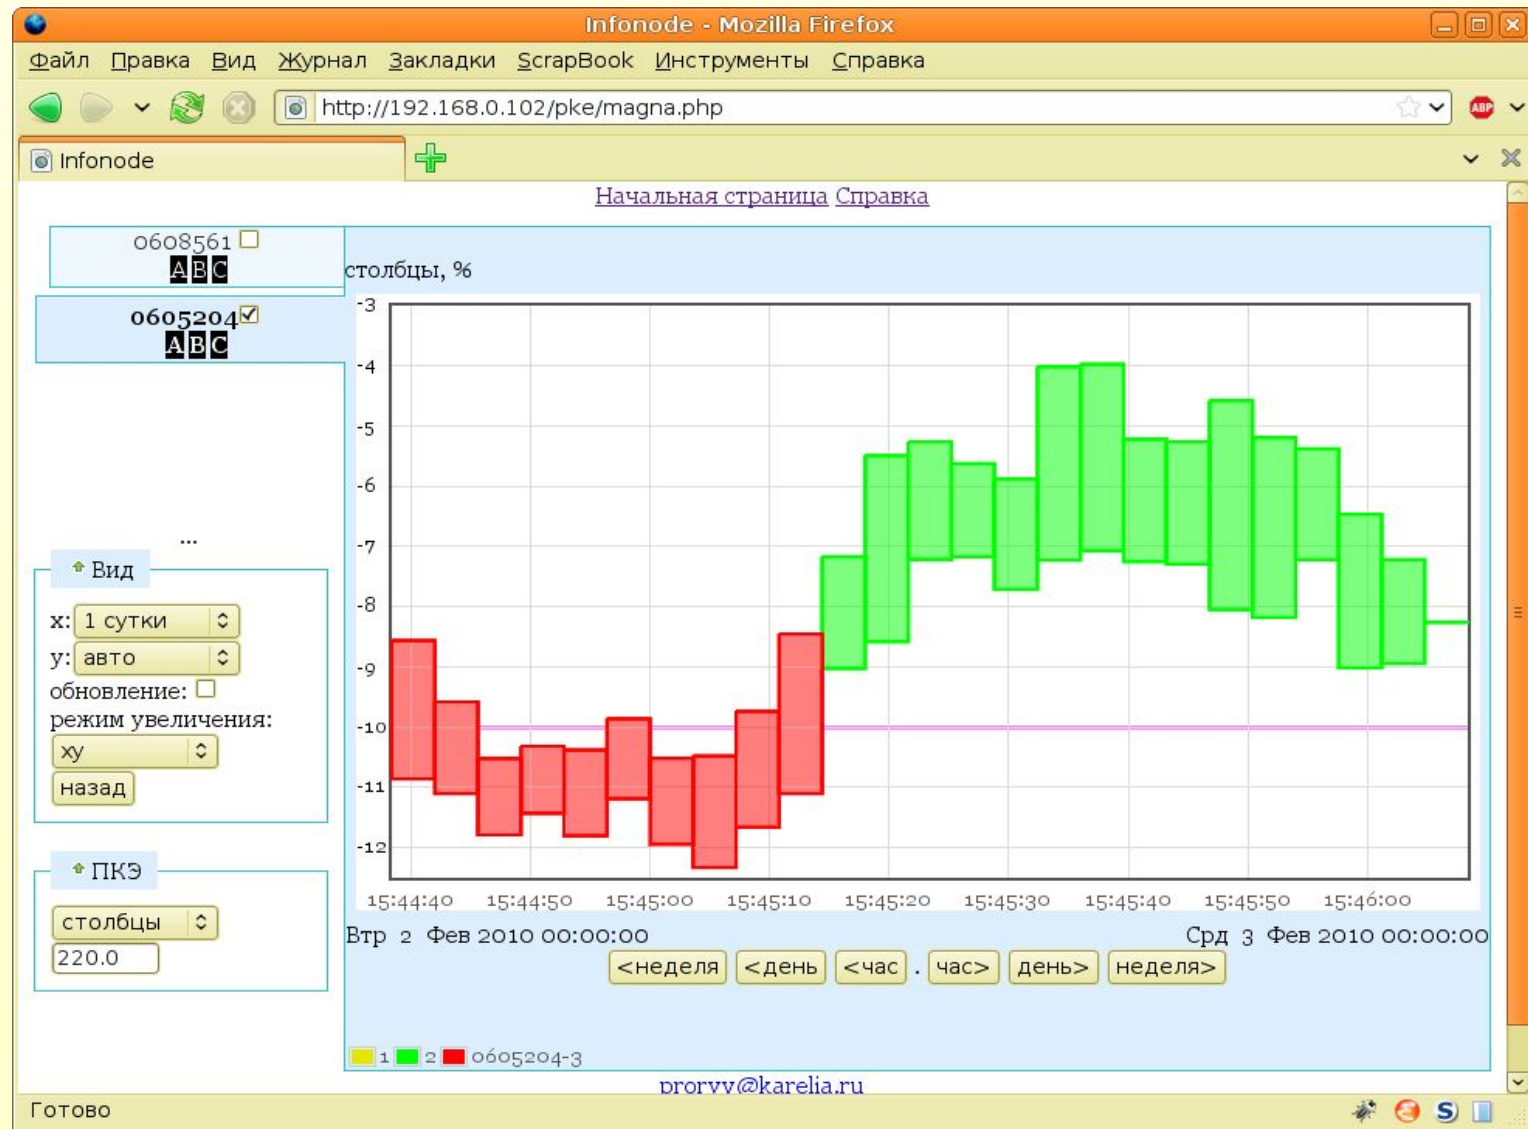 Infonode - Mozilla Firefox
Файл Правка Вид Журнал Закладки ScrapBook Инструменты Справка
http://192.168.0.102/pke/magna.php
ABP
Infonode
Начальная страница Справка
0608561
A B C
0605204
A B C
...
Вид
x: 1 сутки
y: авто
обновление:
режим увеличения:
xy
назад
ПКЭ
столбцы
220.0
столбцы, %
-3
-4
-5
-6
-7
-8
-9
-10
-11
-12
15:44:40 15:44:50 15:45:00 15:45:10 15:45:20 15:45:30 15:45:40 15:45:50 15:46:00
Втр 2 Фев 2010 00:00:00 Срд 3 Фев 2010 00:00:00
<неделя <день <час . час> день> неделя>
1 2 0605204-3
prorvv@karelia.ru
Готово
S